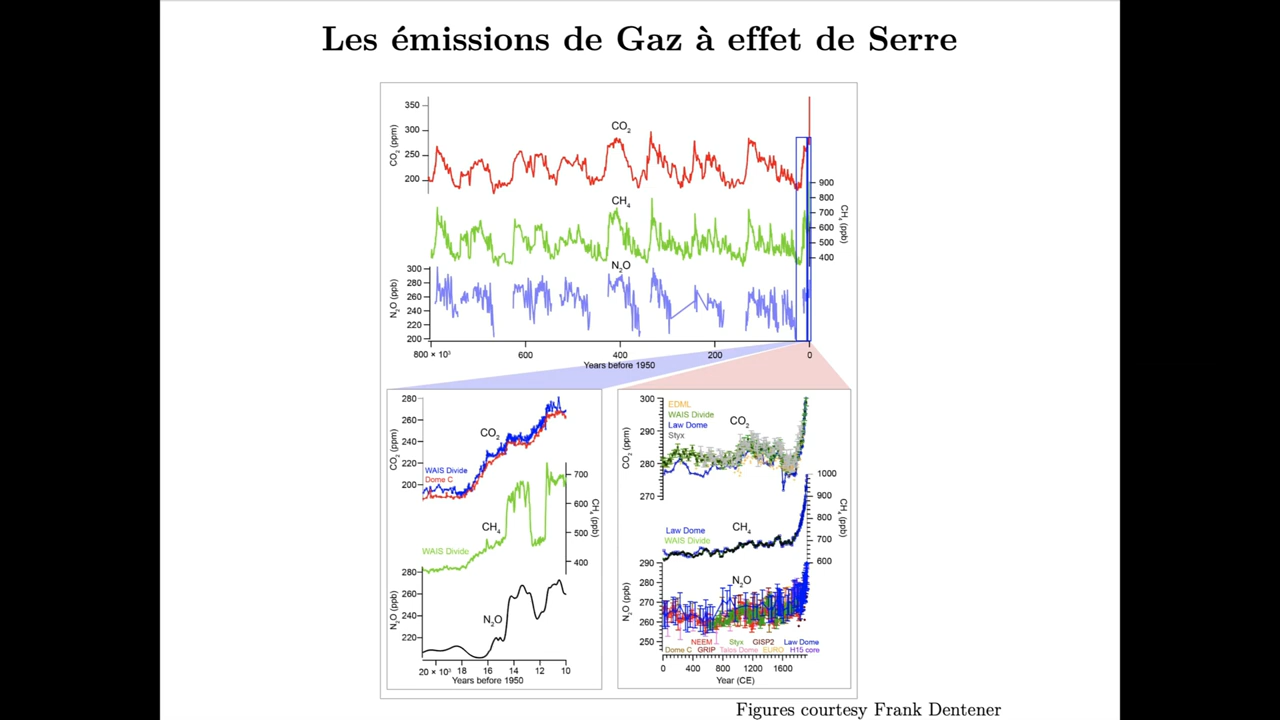 Les émissions de Gaz à effet de Serre
350
300
250
200
CO2 (ppm)
CO2
900
800
700
600
500
400
CH4 (ppb)
CH4
N2O
300
280
260
240
220
200
N2O (ppb)
800 × 10³ 600 400 200 0
Years before 1950
280
260
240
220
200
CO2 (ppm)
CO2
WAIS Divide
Dome C
700
600
500
400
CH4 (ppb)
CH4
WAIS Divide
280
260
240
220
N2O (ppb)
N2O
20 × 10³ 18 16 14 12 10
Years before 1950
300
290
280
270
CO2 (ppm)
EDML
WAIS Divide
Law Dome
Styx
CO2
1000
900
800
700
600
CH4 (ppb)
Law Dome
WAIS Divide
CH4
290
280
270
260
250
N2O (ppb)
N2O
NEEM Styx GISP2 Law Dome
Dome C GRIP Talos Dome EURO H15 core
0 400 800 1200 1600
Year (CE)
Figures courtesy Frank Dentener